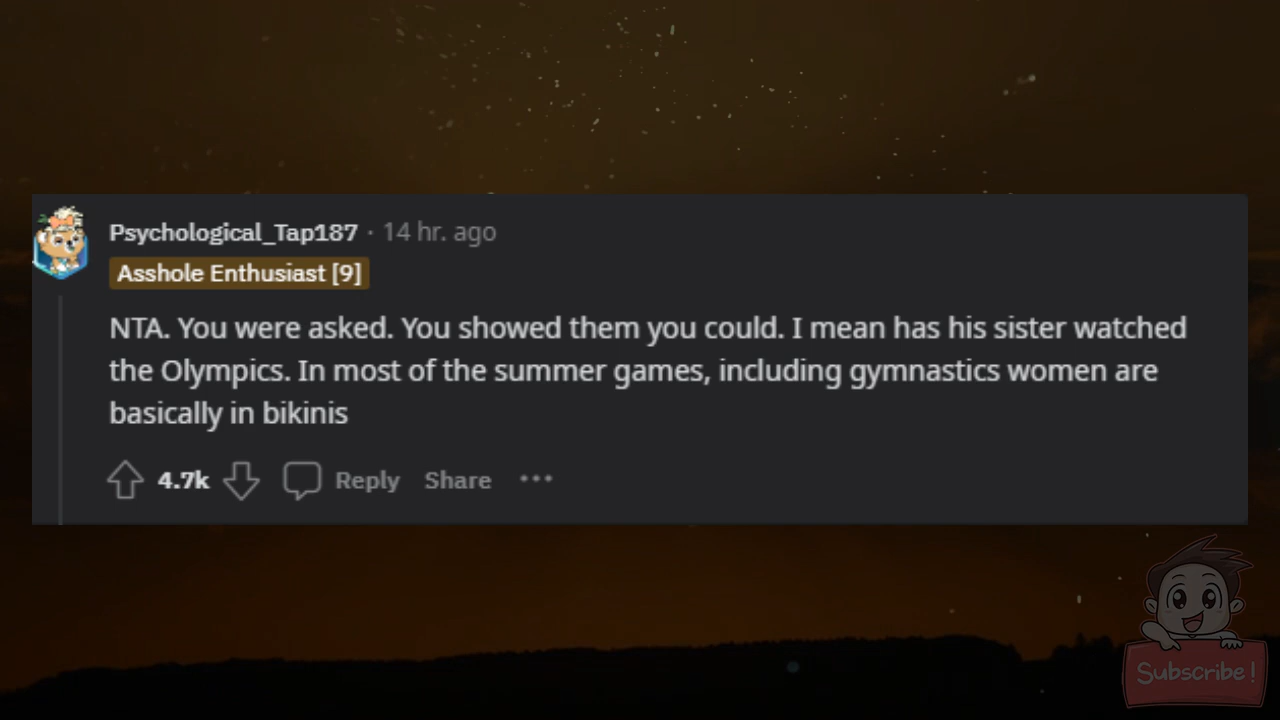 Psychological_Tap187 · 14 hr. ago
Asshole Enthusiast [9]
NTA. You were asked. You showed them you could. I mean has his sister watched
the Olympics. In most of the summer games, including gymnastics women are
basically in bikinis
4.7k Reply Share ···
Subscribe!